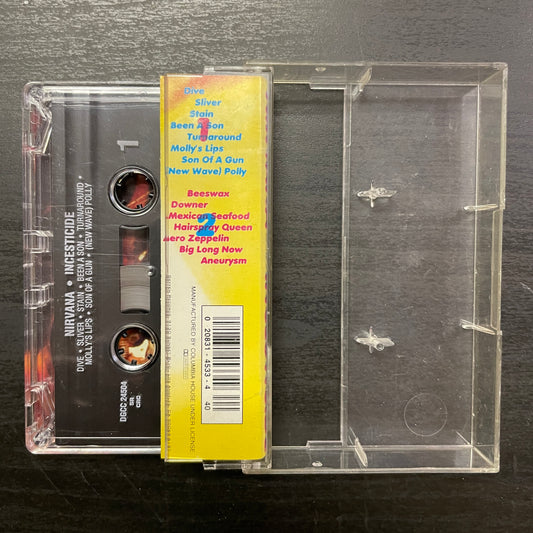 1
NIRVANA • INCESTICIDE
DIVE • SLIVER • STAIN • BEEN A SON • TURNAROUND •
MOLLY'S LIPS • SON OF A GUN • (NEW WAVE) POLLY
DGCC 24504
SR
CRO
1
Dive
Sliver
Stain
Been A Son
Turnaround
Molly's Lips
Son Of A Gun
(New Wave) Polly
2
Beeswax
Downer
Mexican Seafood
Hairspray Queen
Aero Zeppelin
Big Long Now
Aneurysm
MANUFACTURED BY COLUMBIA HOUSE UNDER LICENSE
0 20831 - 4533 - 4 40